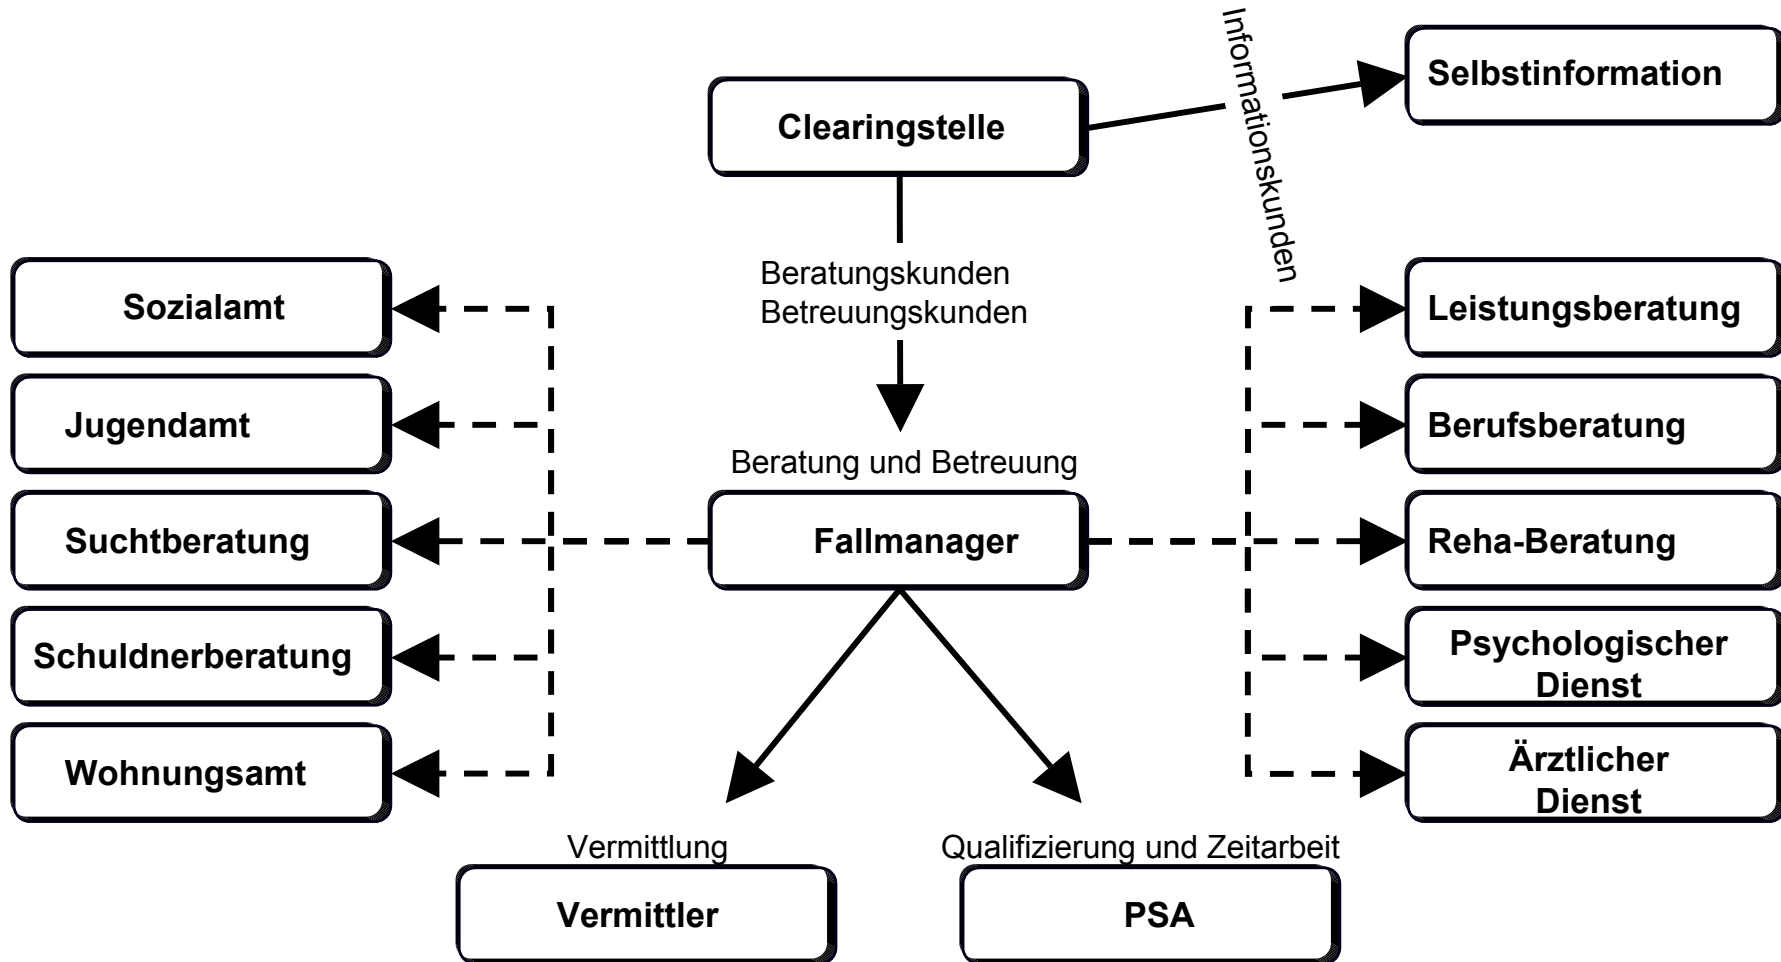 Informationskunden
Selbstinformation
Clearingstelle
Beratungskunden
Betreuungskunden
Sozialamt
Leistungsberatung
Jugendamt
Berufsberatung
Beratung und Betreuung
Suchtberatung
Fallmanager
Reha-Beratung
Schuldnerberatung
Psychologischer
Dienst
Wohnungsamt
Ärztlicher
Dienst
Vermittlung
Qualifizierung und Zeitarbeit
Vermittler
PSA